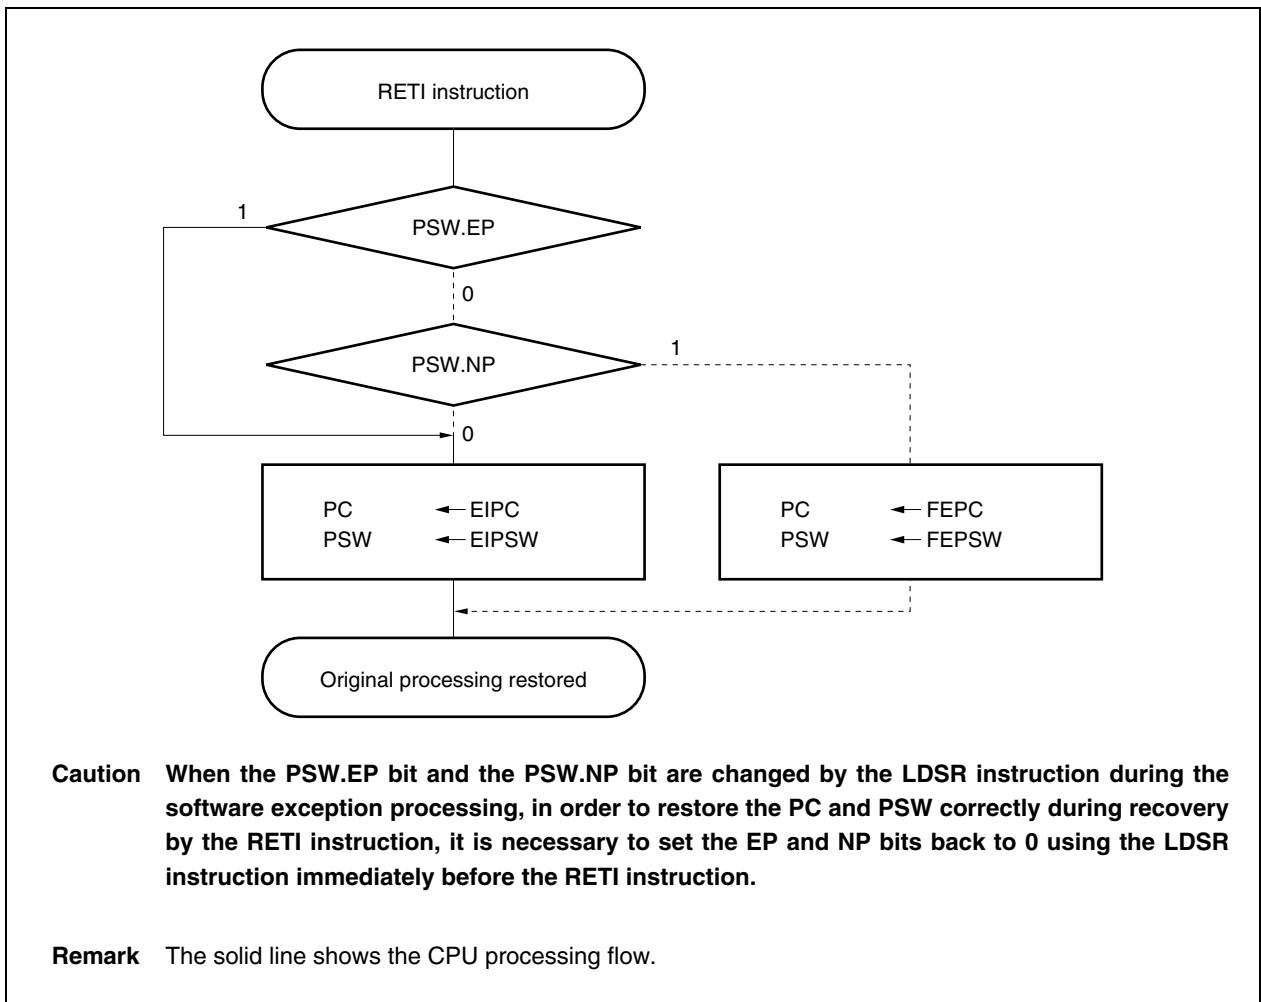 RETI instruction
1
PSW.EP
0
1
PSW.NP
0
PC ← EIPC
PSW ← EIPSW
PC ← FEPC
PSW ← FEPSW
Original processing restored
Caution When the PSW.EP bit and the PSW.NP bit are changed by the LDSR instruction during the
software exception processing, in order to restore the PC and PSW correctly during recovery
by the RETI instruction, it is necessary to set the EP and NP bits back to 0 using the LDSR
instruction immediately before the RETI instruction.
Remark The solid line shows the CPU processing flow.